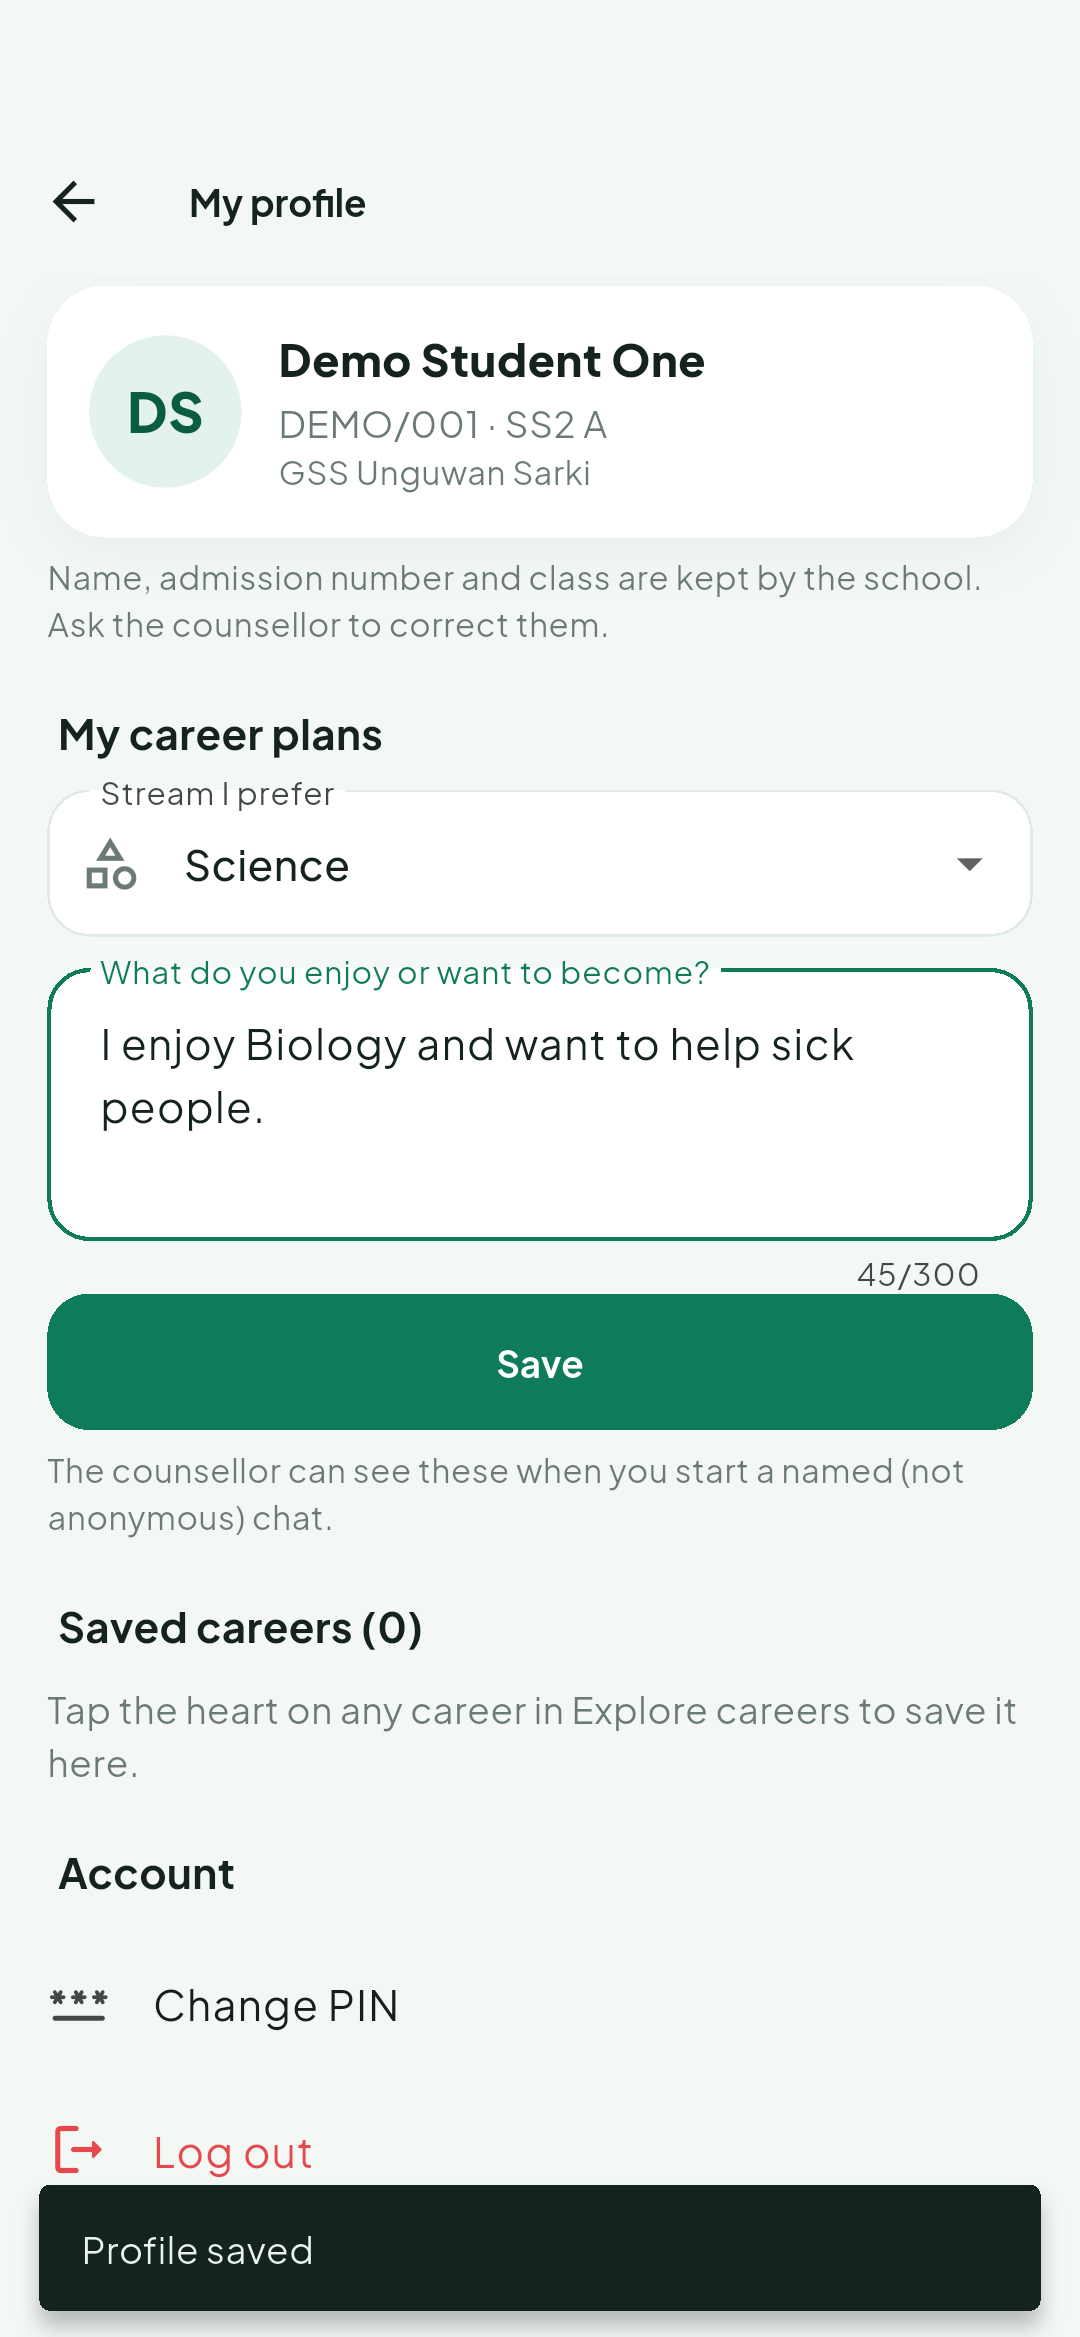 My profile
DS
Demo Student One
DEMO/001 · SS2 A
GSS Unguwan Sarki
Name, admission number and class are kept by the school.
Ask the counsellor to correct them.
My career plans
Stream I prefer
Science
What do you enjoy or want to become?
I enjoy Biology and want to help sick
people.
45/300
Save
The counsellor can see these when you start a named (not
anonymous) chat.
Saved careers (0)
Tap the heart on any career in Explore careers to save it
here.
Account
Change PIN
Log out
Profile saved